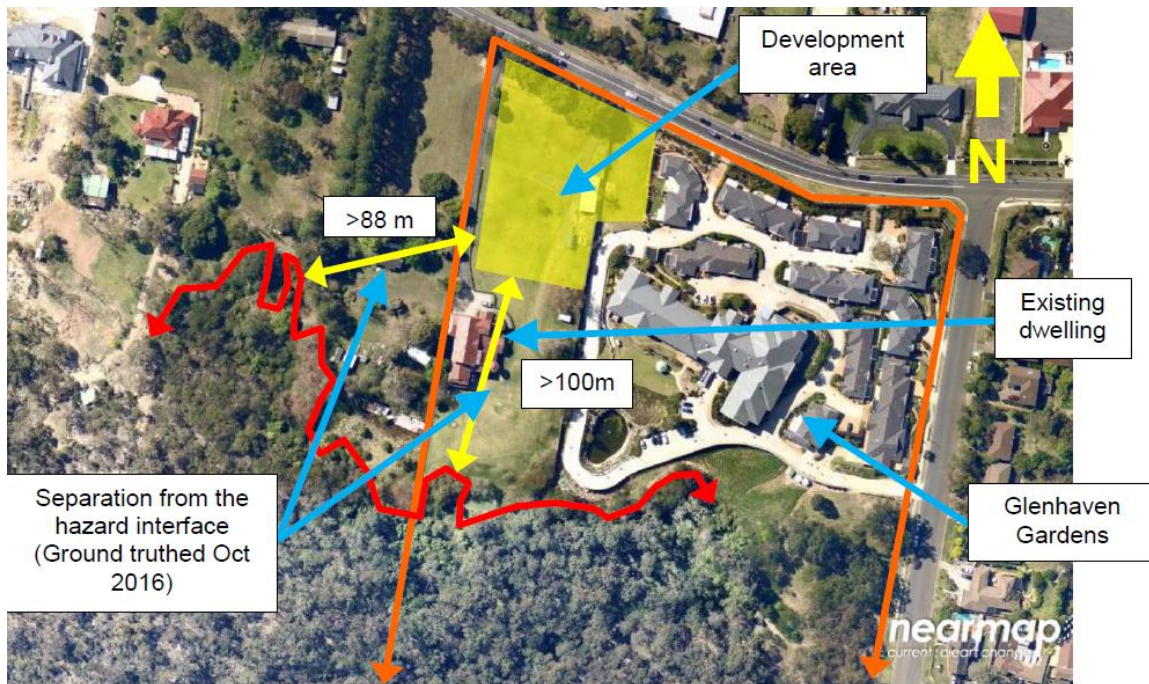 Development
area
N
>88 m
Existing
dwelling
>100m
Separation from the
hazard interface
(Ground truthed Oct
2016)
Glenhaven
Gardens
nearmap